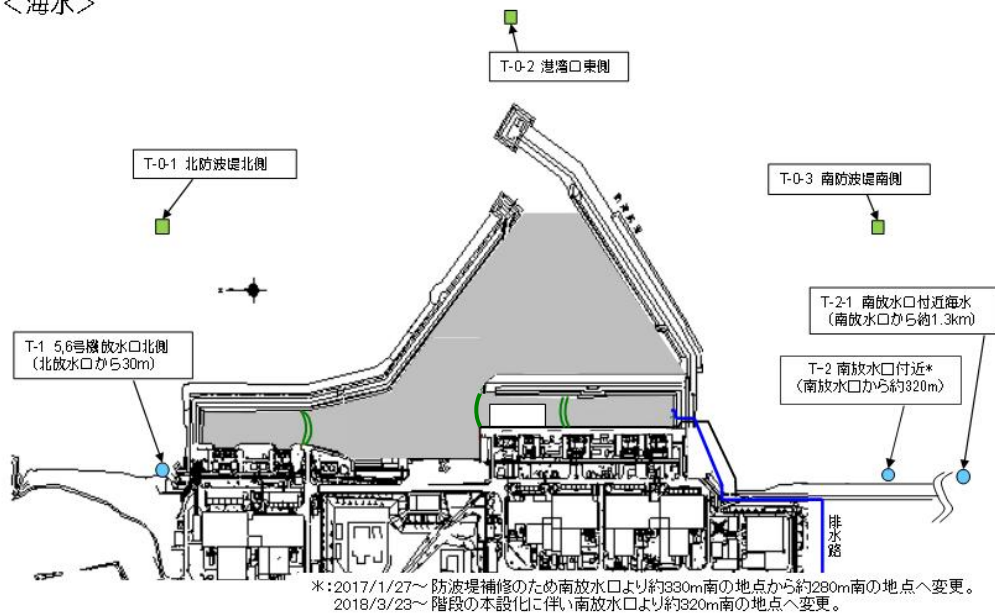 ＜海水＞
T-0-2 港湾口東側
T-0-1 北防波堤北側
T-0-3 南防波堤南側
T-2-1 南放水口付近海水
（南放水口から約1.3km）
T-1 5,6号機放水口北側
（北放水口から30m）
T-2 南放水口付近*
（南放水口から約320m）
排水路
＊：2017/1/27～ 防波堤補修のため南放水口より約330m南の地点から約280m南の地点へ変更。
2018/3/23～ 階段の本設化に伴い南放水口より約320m南の地点へ変更。